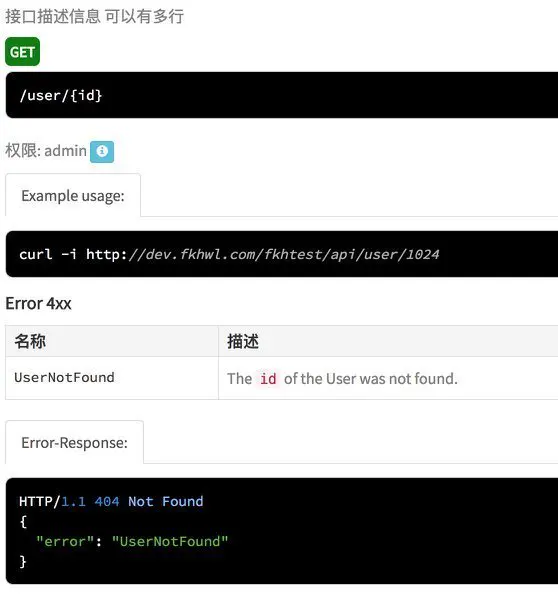 接口描述信息 可以有多行
GET
/user/{id}
权限: admin
Example usage:
curl -i http://dev.fkhwl.com/fkhtest/api/user/1024
Error 4xx
名称 描述
UserNotFound The id of the User was not found.
Error-Response:
HTTP/1.1 404 Not Found
{
"error": "UserNotFound"
}